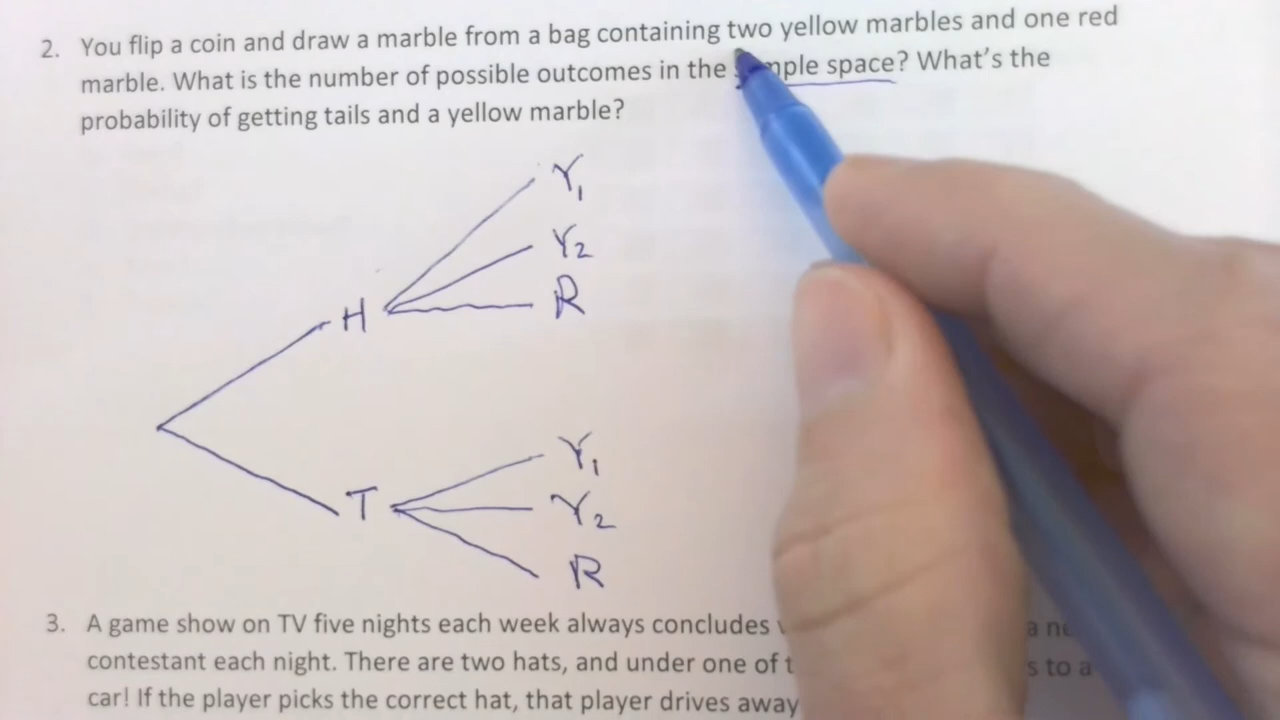 2. You flip a coin and draw a marble from a bag containing two yellow marbles and one red
marble. What is the number of possible outcomes in the space? What's the
probability of getting tails and a yellow marble?
Y₁
Y₂
H R
Y₁
T Y₂
R
3. A game show on TV five nights each week always concludes a
contestant each night. There are two hats, and under one of s to a
car! If the player picks the correct hat, that player drives away